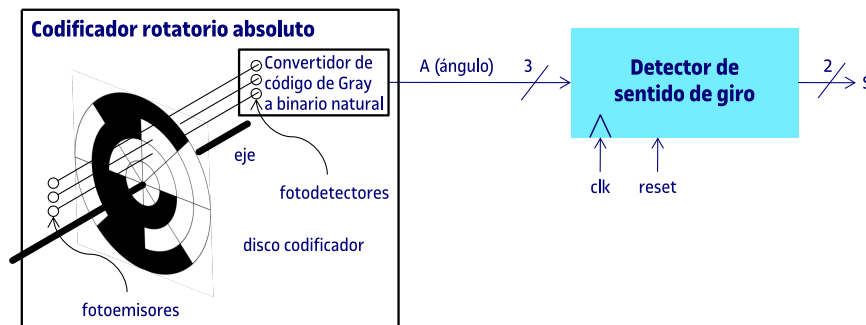 Codificador rotatorio absoluto
Convertidor de
código de Gray
a binario natural
A (ángulo)
3
Detector de
sentido de giro
2
S
eje
fotodetectores
clk
reset
disco codificador
fotoemisores